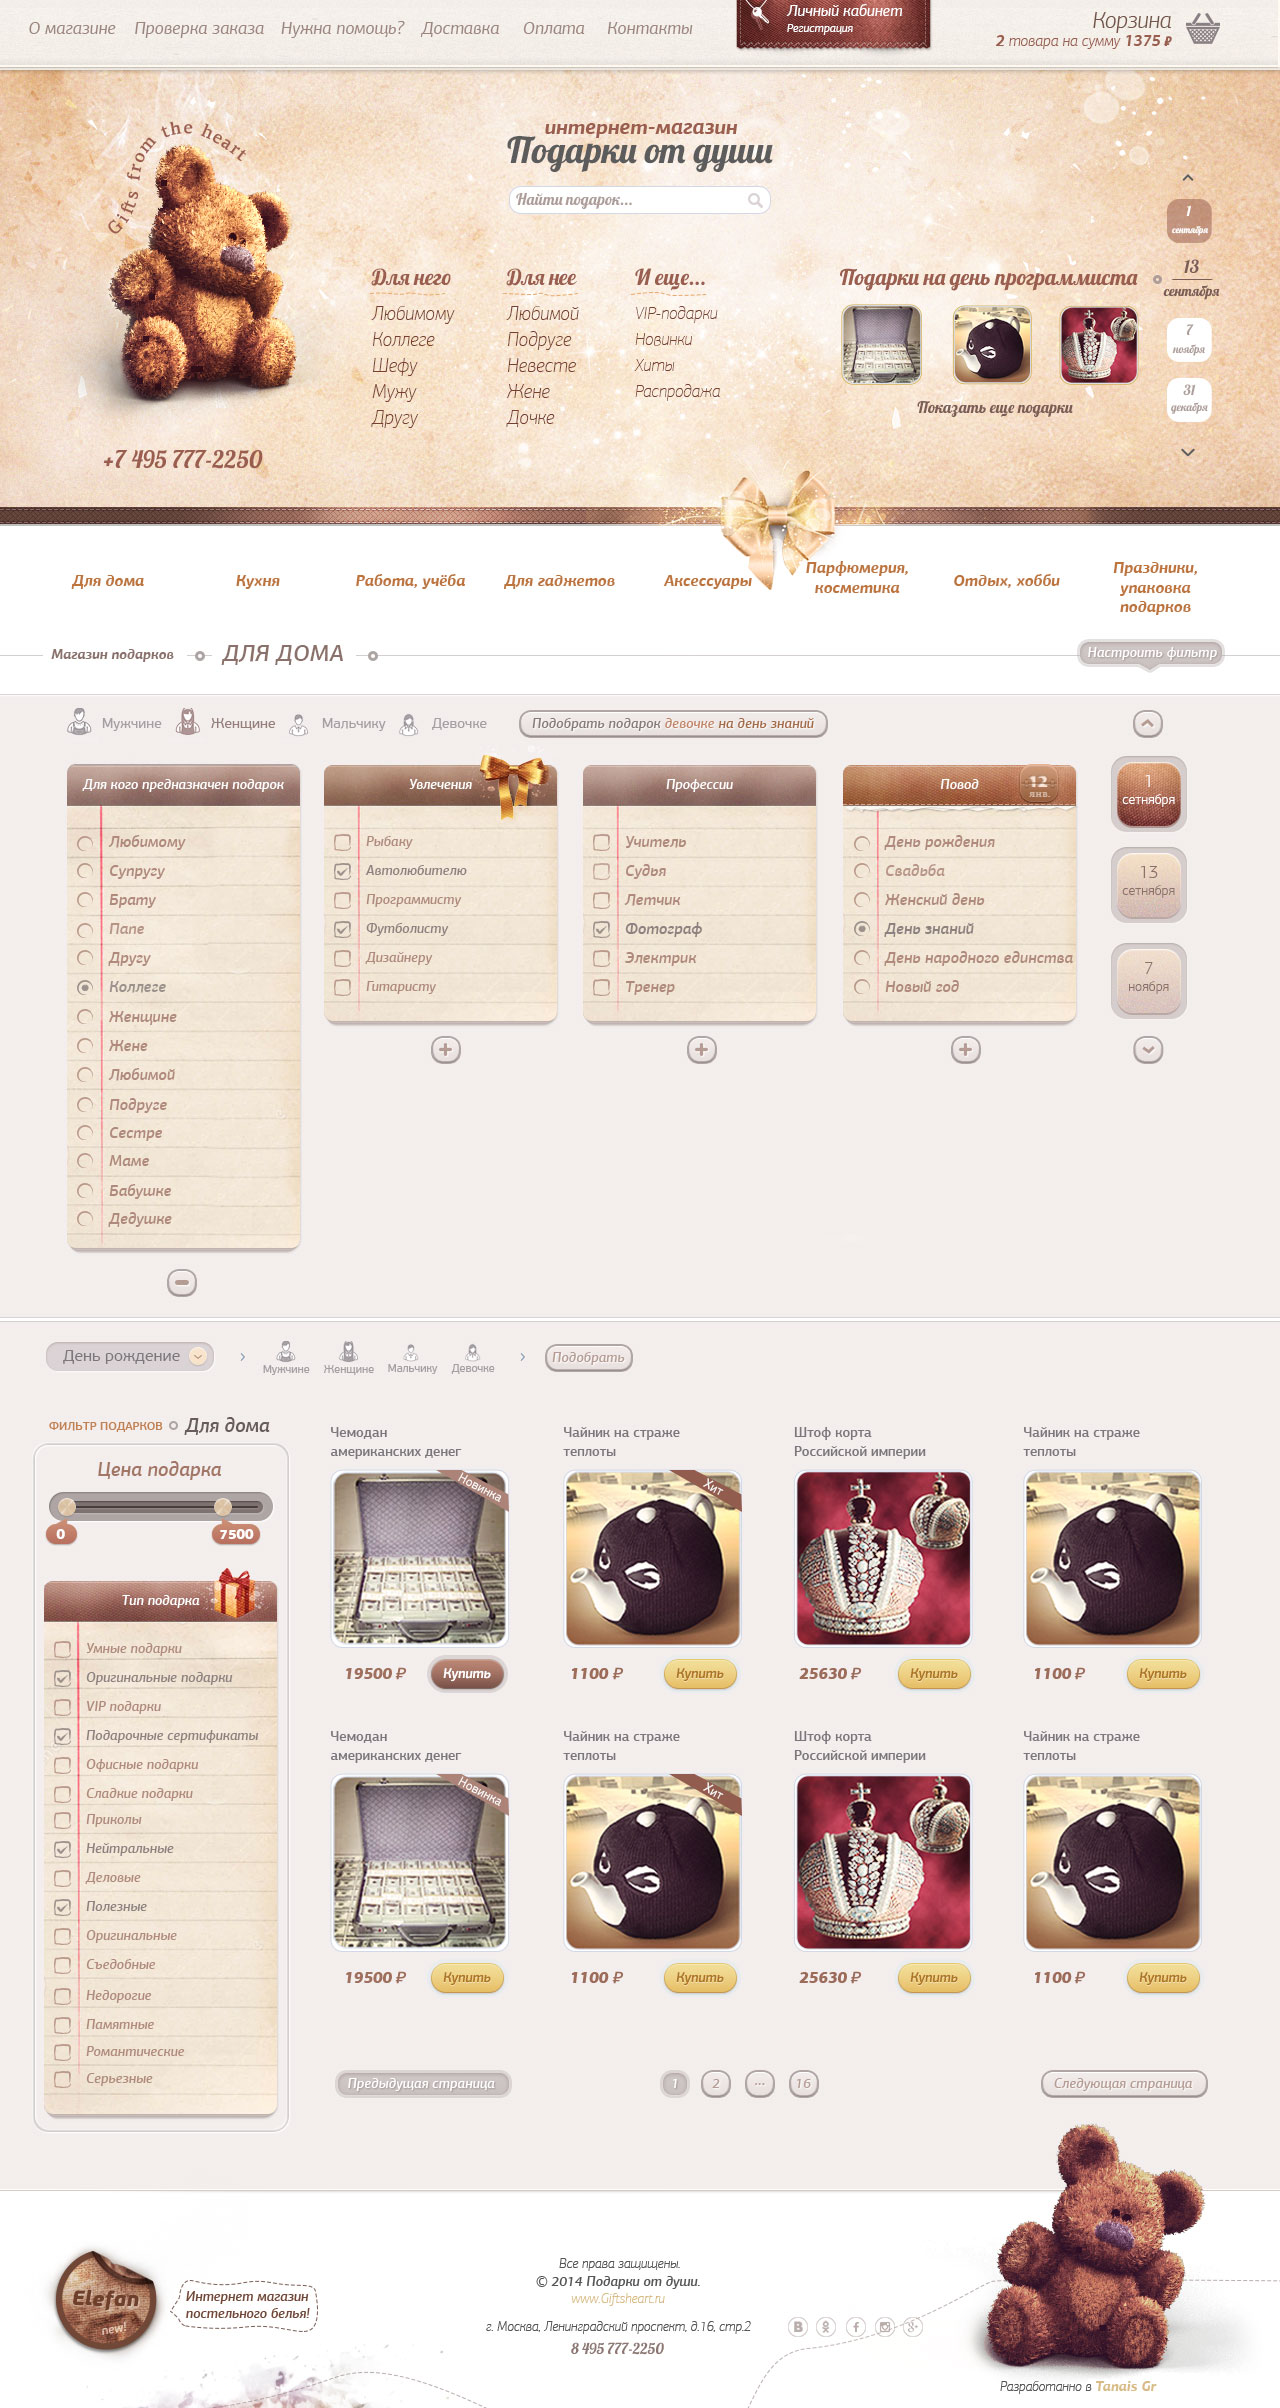 О магазине Проверка заказа Нужна помощь? Доставка Оплата Контакты
Личный кабинет
Регистрация
Корзина
2 товара на сумму 1375 ₽
Gifts from the heart
интернет-магазин
Подарки от души
Найти подарок...
Для него
Любимому
Коллеге
Шефу
Мужу
Другу
Для нее
Любимой
Подруге
Невесте
Жене
Дочке
И еще...
VIP-подарки
Новинки
Хиты
Распродажа
Подарки на день программиста
Показать еще подарки
1
сентября
13
сентября
7
ноября
31
декабря
+7 495 777-2250
Для дома
Кухня
Работа, учёба
Для гаджетов
Аксессуары
Парфюмерия,
косметика
Отдых, хобби
Праздники,
упаковка
подарков
Магазин подарков
ДЛЯ ДОМА
Настроить фильтр
Мужчине Женщине Мальчику Девочке
Подобрать подарок девочке на день знаний
Для кого предназначен подарок
Любимому
Супругу
Брату
Папе
Другу
Коллеге
Женщине
Жене
Любимой
Подруге
Сестре
Маме
Бабушке
Дедушке
Увлечения
Рыбаку
Автолюбителю
Программисту
Футболисту
Дизайнеру
Гитаристу
Профессии
Учитель
Судья
Летчик
Фотограф
Электрик
Тренер
Повод
12
янв.
День рождения
Свадьба
Женский день
День знаний
День народного единства
Новый год
1
сетнября
13
сетнября
7
ноября
День рождение
Мужчине Женщине Мальчику Девочке
Подобрать
ФИЛЬТР ПОДАРКОВ Для дома
Цена подарка
0
7500
Тип подарка
Умные подарки
Оригинальные подарки
VIP подарки
Подарочные сертификаты
Офисные подарки
Сладкие подарки
Приколы
Нейтральные
Деловые
Полезные
Оригинальные
Съедобные
Недорогие
Памятные
Романтические
Серьезные
Чемодан
американских денег
Новинка
19500 ₽ Купить
Чайник на страже
теплоты
Хит
1100 ₽ Купить
Штоф корта
Российской империи
25630 ₽ Купить
Чайник на страже
теплоты
1100 ₽ Купить
Чемодан
американских денег
Новинка
19500 ₽ Купить
Чайник на страже
теплоты
Хит
1100 ₽ Купить
Штоф корта
Российской империи
25630 ₽ Купить
Чайник на страже
теплоты
1100 ₽ Купить
Предыдущая страница
1 2 ... 16
Следующая страница
Elefan
new!
Интернет магазин
постельного белья!
Все права защищены.
© 2014 Подарки от души.
www.Giftsheart.ru
г. Москва, Ленинградский проспект, д.16, стр.2
8 495 777-2250
Разработанно в Tanais Gr